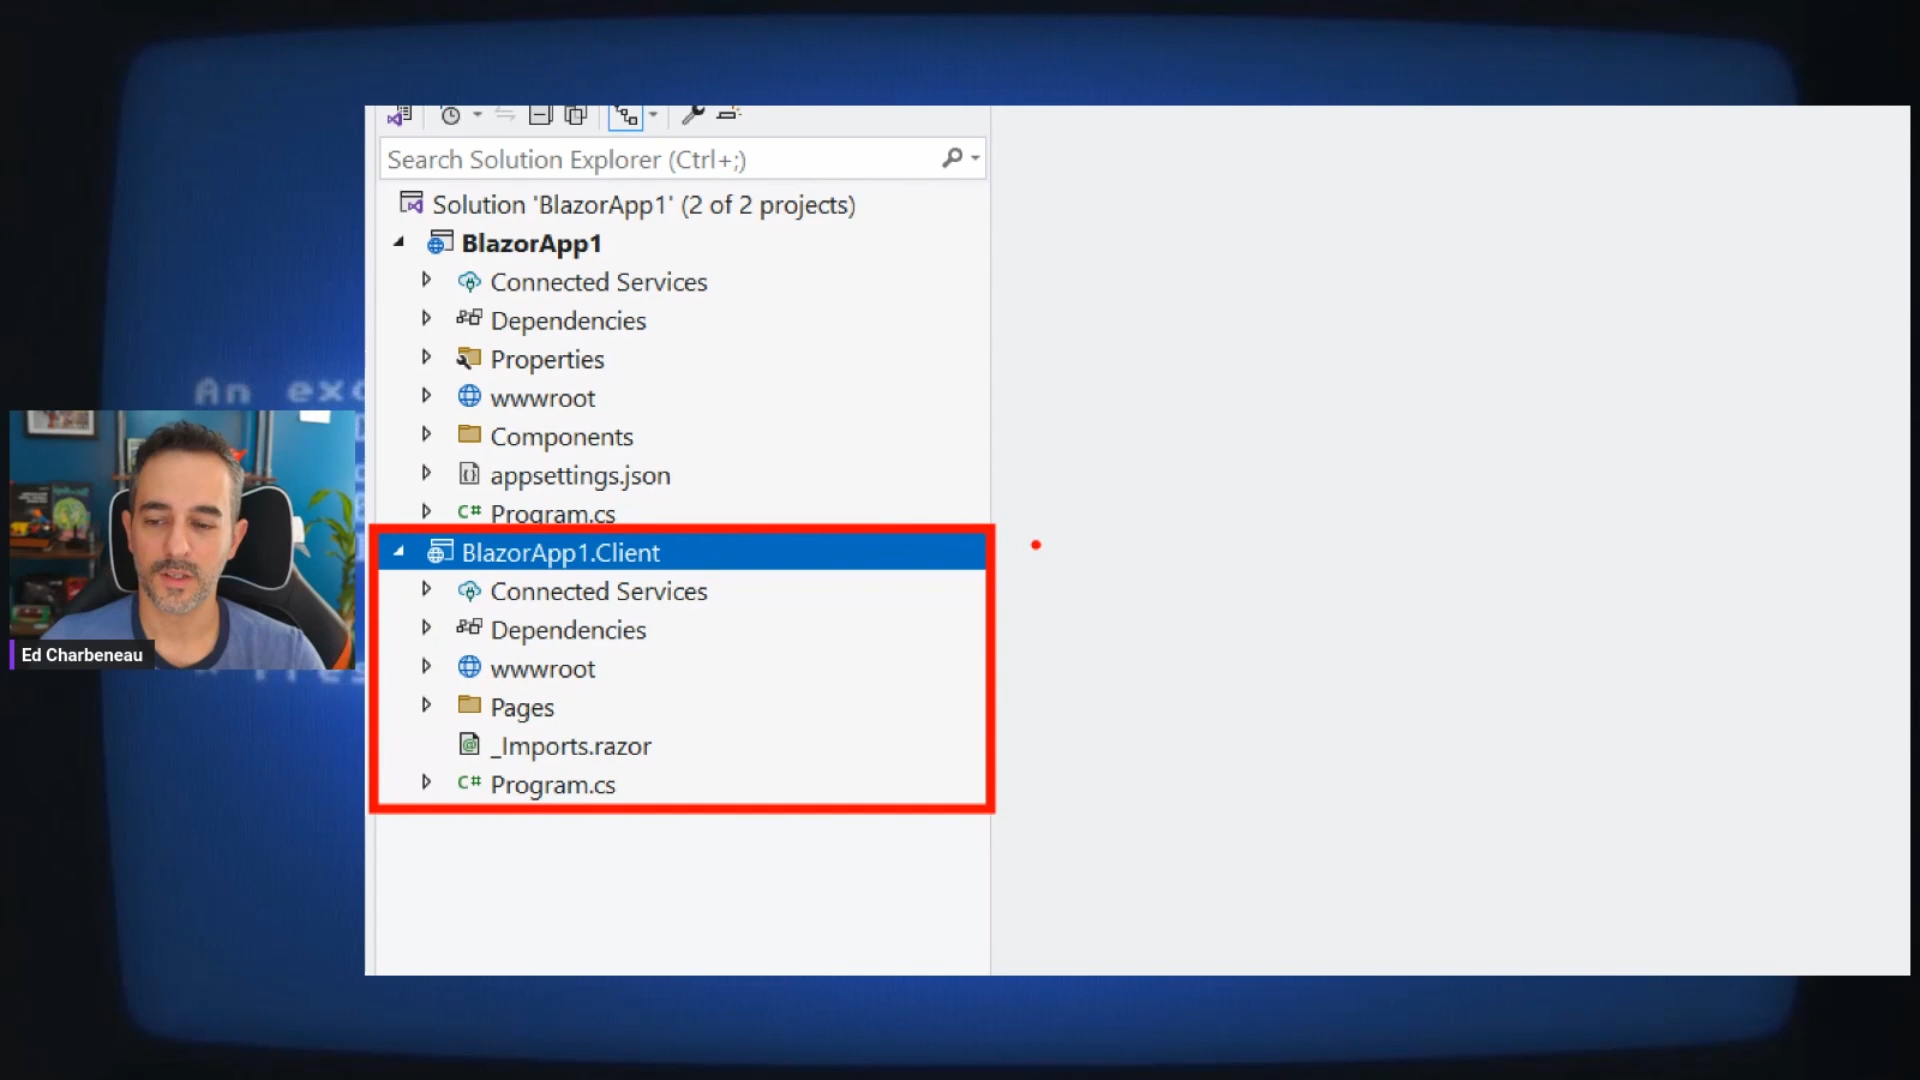 Search Solution Explorer (Ctrl+;)
Solution 'BlazorApp1' (2 of 2 projects)
BlazorApp1
Connected Services
Dependencies
Properties
wwwroot
Components
appsettings.json
C# Program.cs
BlazorApp1.Client
Connected Services
Dependencies
wwwroot
Pages
_Imports.razor
C# Program.cs
An
Ed Charbeneau